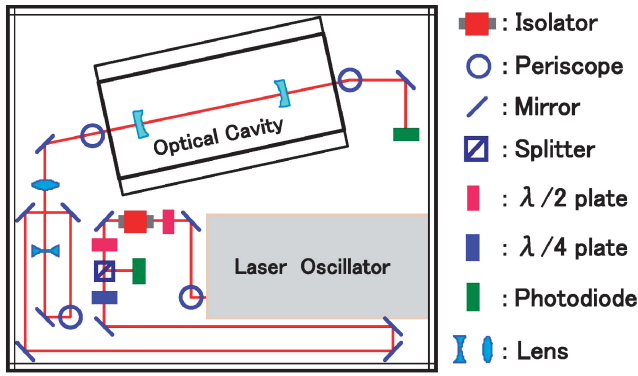 Optical Cavity
Laser Oscillator
: Isolator
: Periscope
: Mirror
: Splitter
: λ/2 plate
: λ/4 plate
: Photodiode
: Lens